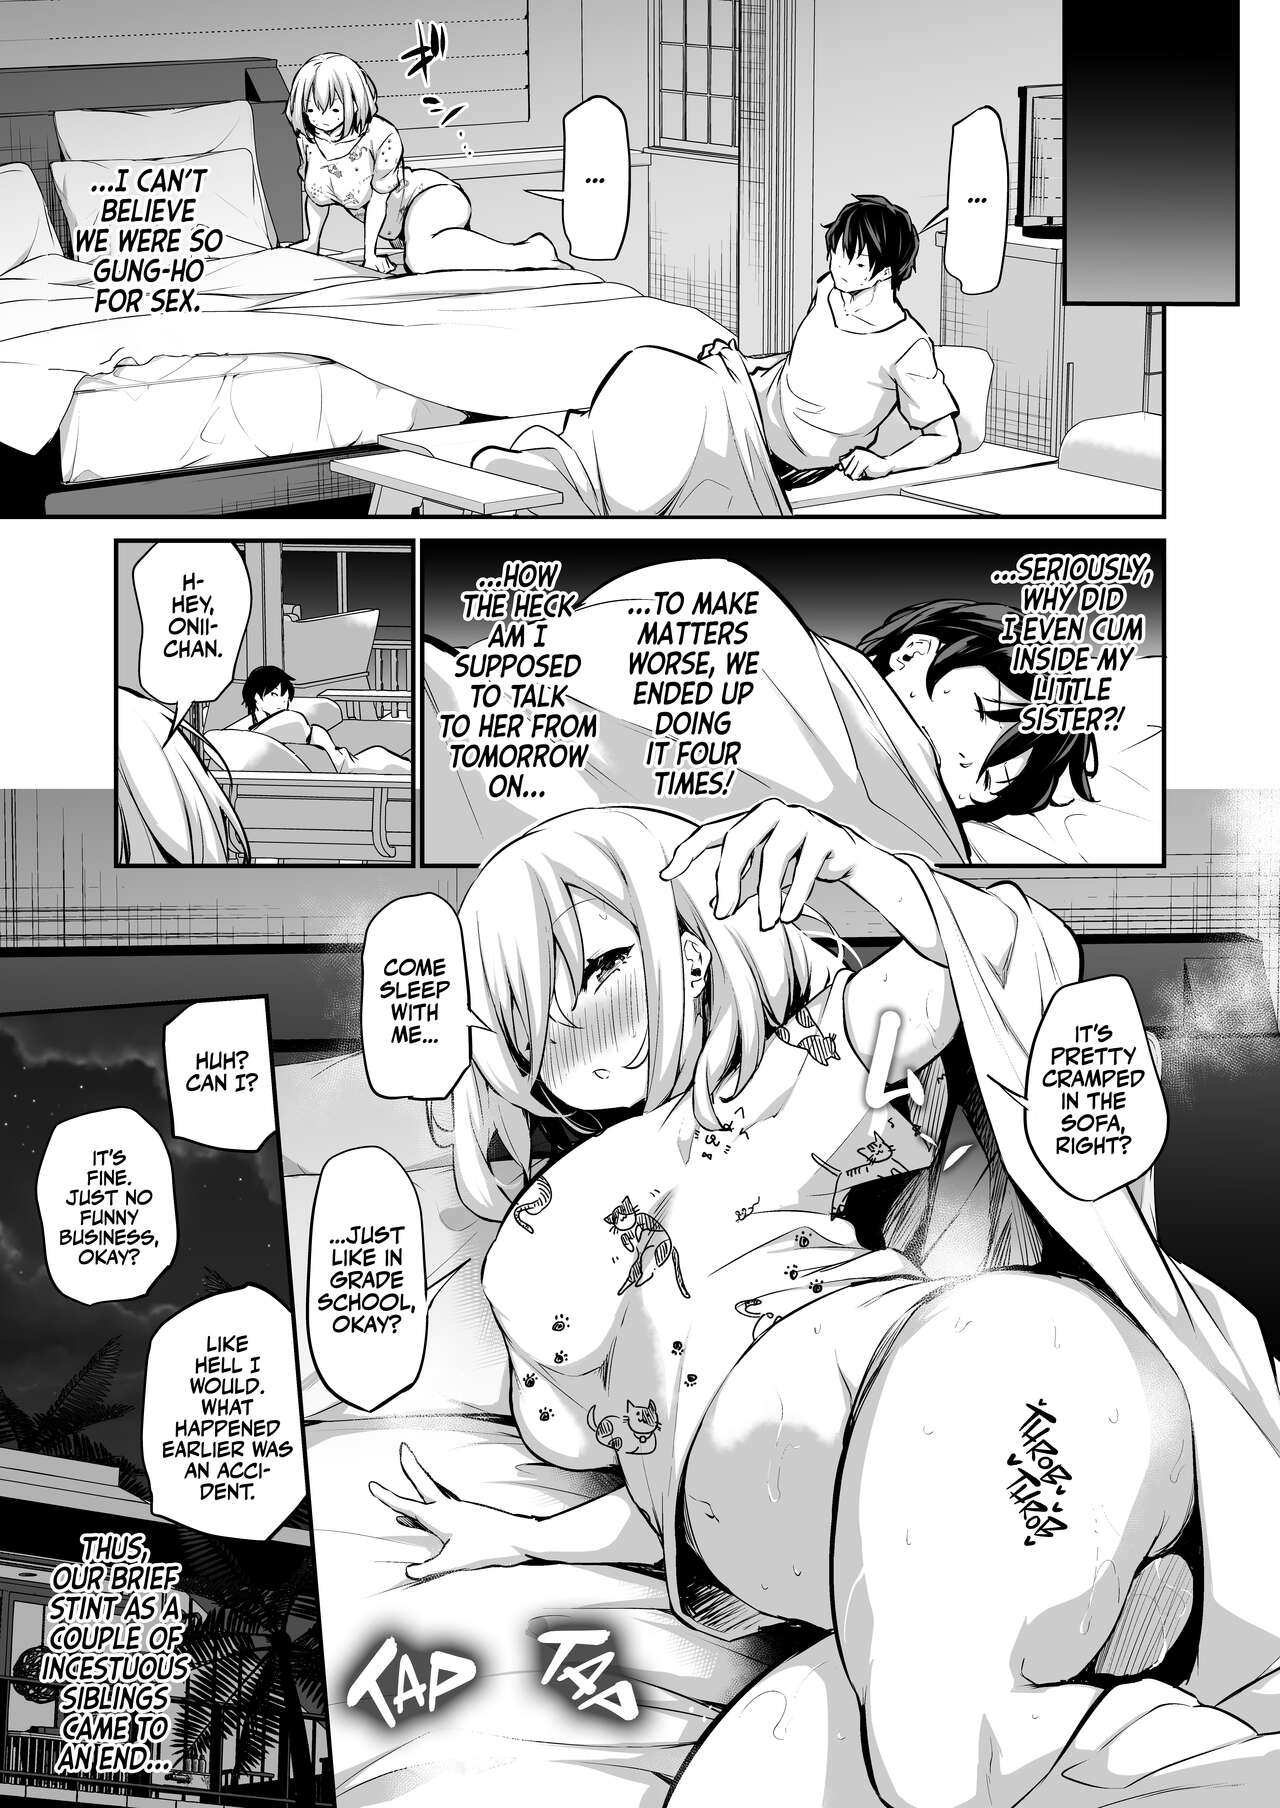 ...
...
ギシ
...I CAN'T
BELIEVE
WE WERE SO
GUNG-HO
FOR SEX.
...SERIOUSLY,
WHY DID
I EVEN CUM
INSIDE MY
LITTLE
SISTER?!
...TO MAKE
MATTERS
WORSE, WE
ENDED UP
DOING
IT FOUR
TIMES!
...HOW
THE HECK
AM I
SUPPOSED
TO TALK
TO HER FROM
TOMORROW
ON...
H-
HEY,
ONII-
CHAN.
IT'S
PRETTY
CRAMPED
IN THE
SOFA,
RIGHT?
COME
SLEEP
WITH
ME...
...JUST
LIKE IN
GRADE
SCHOOL,
OKAY?
THROB
THROB
TAP
TAP
HUH?
CAN I?
IT'S
FINE.
JUST NO
FUNNY
BUSINESS,
OKAY?
LIKE
HELL I
WOULD.
WHAT
HAPPENED
EARLIER WAS
AN ACCI-
DENT.
THUS,
OUR BRIEF
STINT AS A
COUPLE OF
INCESTUOUS
SIBLINGS
CAME TO
AN END...